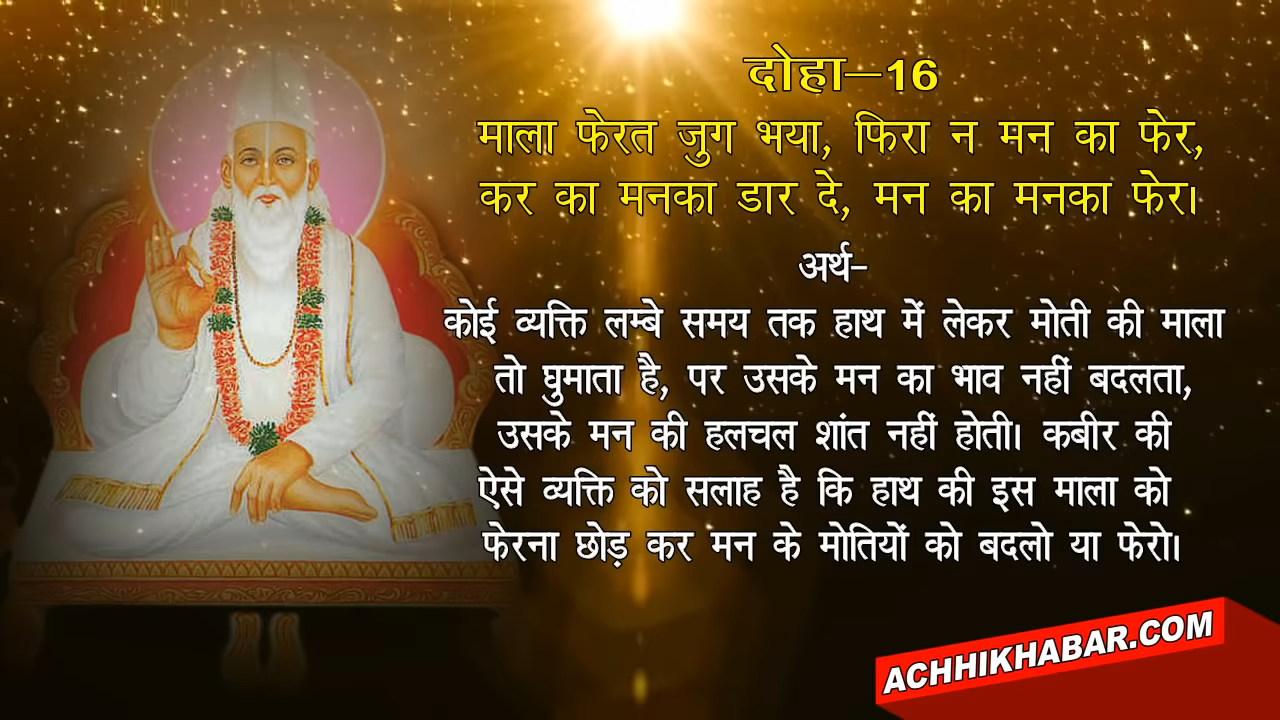 दोहा–16
माला फेरत जुग भया, फिरा न मन का फेर,
कर का मनका डार दे, मन का मनका फेर।
अर्थ–
कोई व्यक्ति लम्बे समय तक हाथ में लेकर मोती की माला
तो घुमाता है, पर उसके मन का भाव नहीं बदलता,
उसके मन की हलचल शांत नहीं होती। कबीर की
ऐसे व्यक्ति को सलाह है कि हाथ की इस माला को
फेरना छोड़ कर मन के मोतियों को बदलो या फेरो।
ACHHIKHABAR.COM